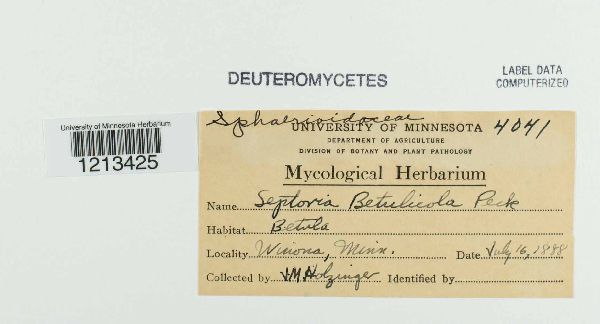 DEUTEROMYCETES
LABEL DATA
COMPUTERIZED
University of Minnesota Herbarium
1213425
Sphaerioidaceae
UNIVERSITY OF MINNESOTA 4041
DEPARTMENT OF AGRICULTURE
DIVISION OF BOTANY AND PLANT PATHOLOGY
Mycological Herbarium
Name Septoria Betulicola Peck
Habitat Betula
Locality Winona, Minn. Date July 16, 1888
Collected by J.M. Holzinger Identified by